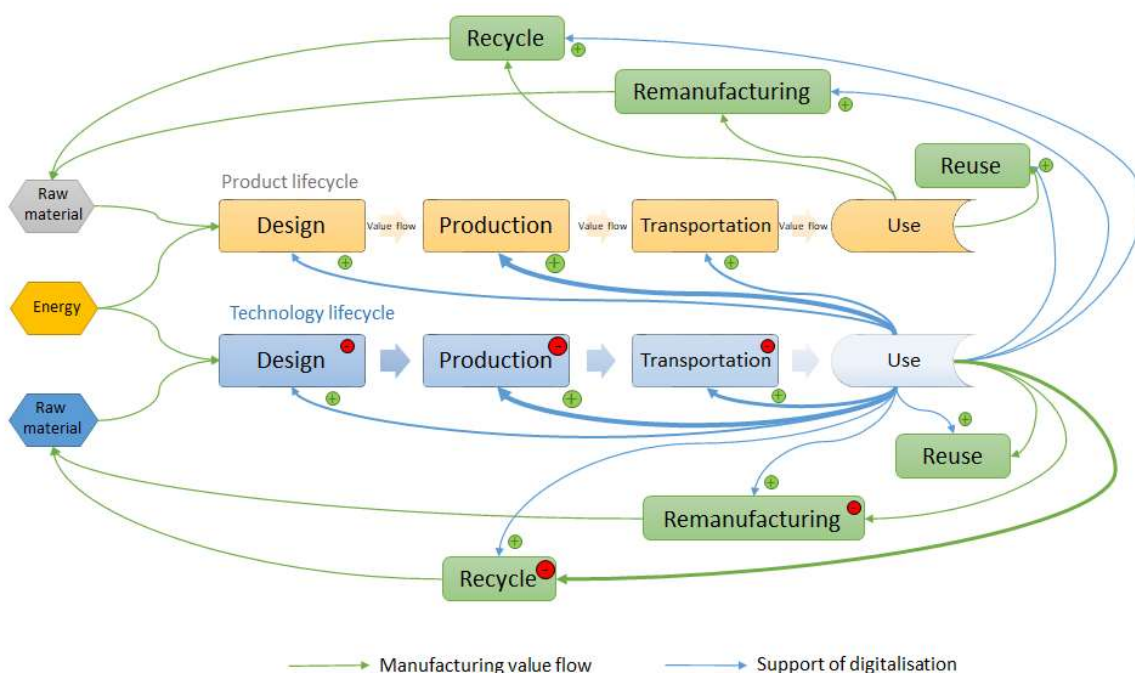 Recycle
+
Remanufacturing
+
Reuse
+
Raw
material
Product lifecycle
Design
Value flow
Production
Value flow
Transportation
Value flow
Use
+
+
+
Energy
Technology lifecycle
Design
-
Production
-
Transportation
-
Use
+
+
+
Raw
material
+
Reuse
+
Remanufacturing
-
+
Recycle
-
Manufacturing value flow
Support of digitalisation